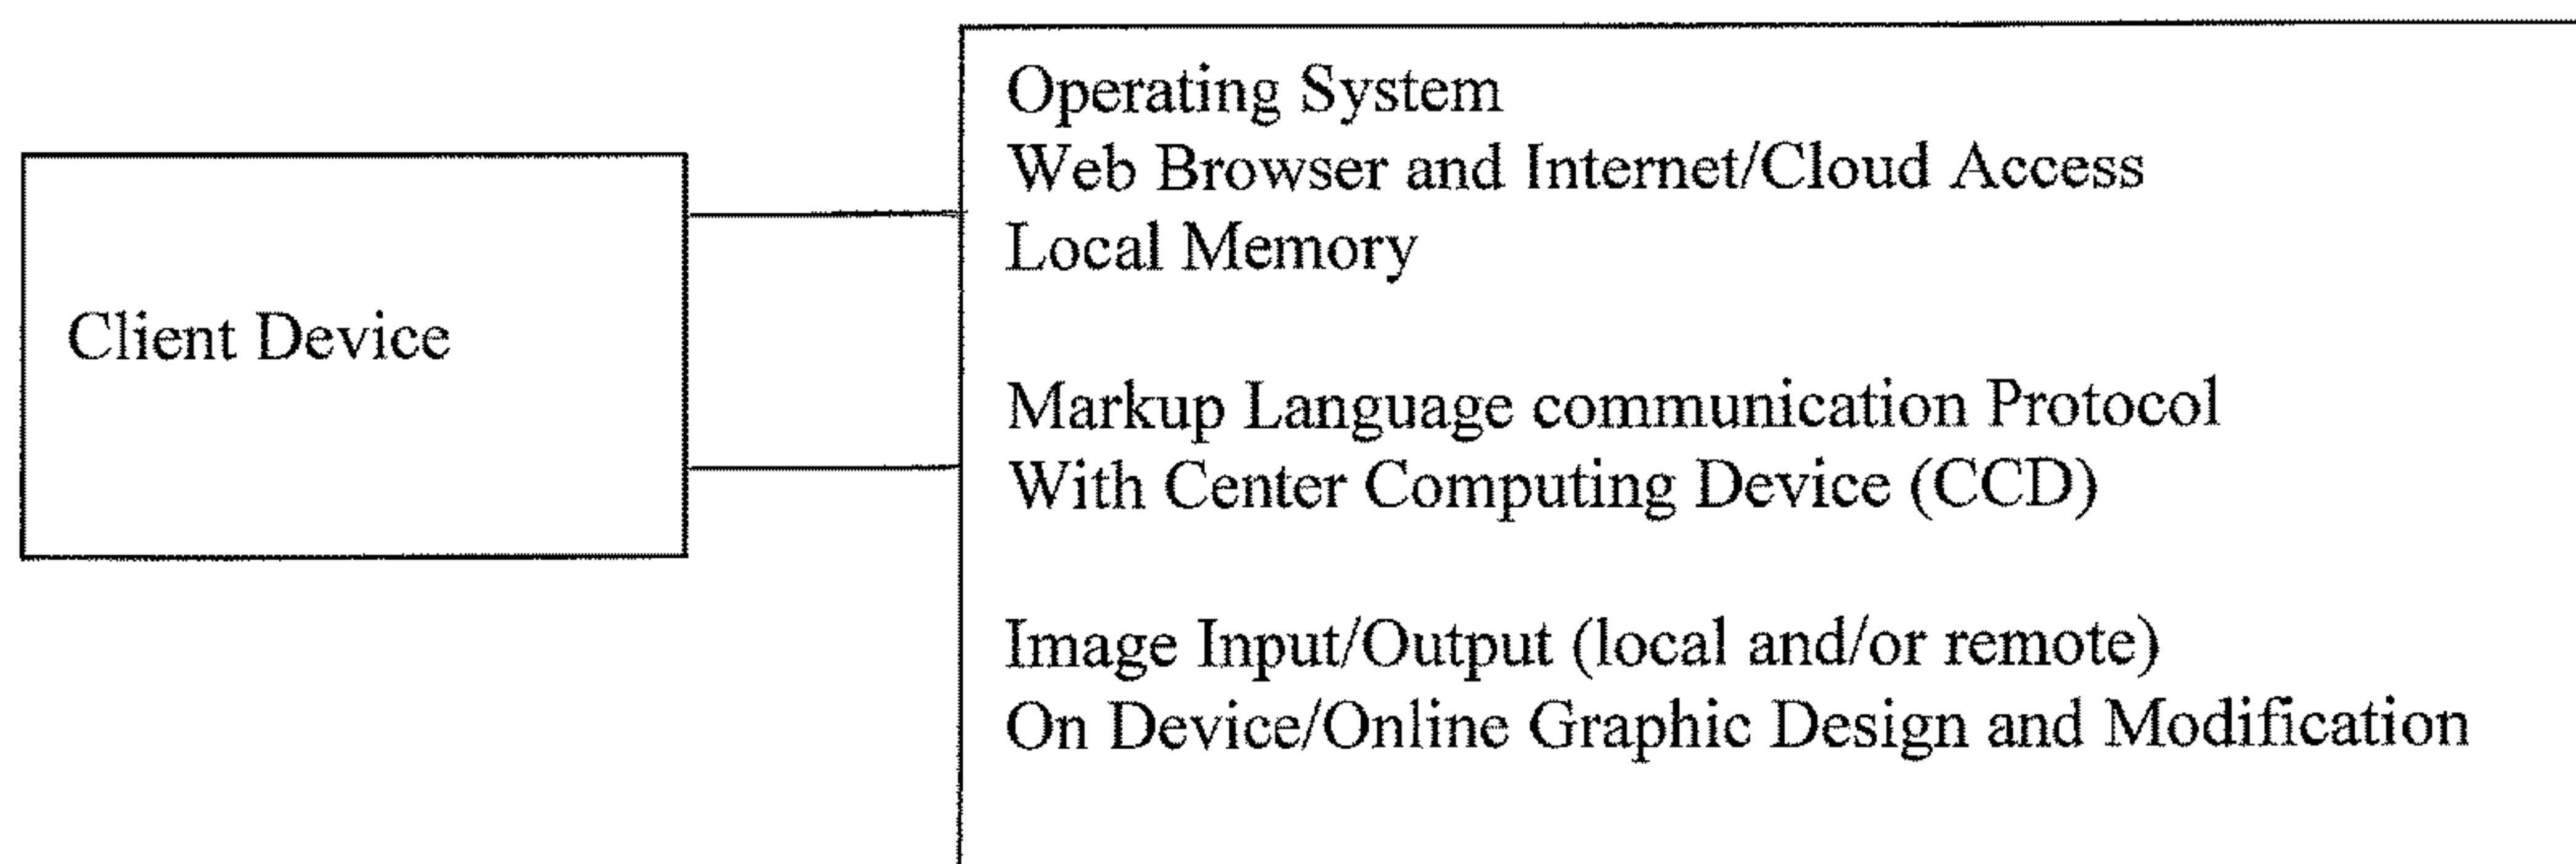 Client Device
Operating System
Web Browser and Internet/Cloud Access
Local Memory
Markup Language communication Protocol
With Center Computing Device (CCD)
Image Input/Output (local and/or remote)
On Device/Online Graphic Design and Modification